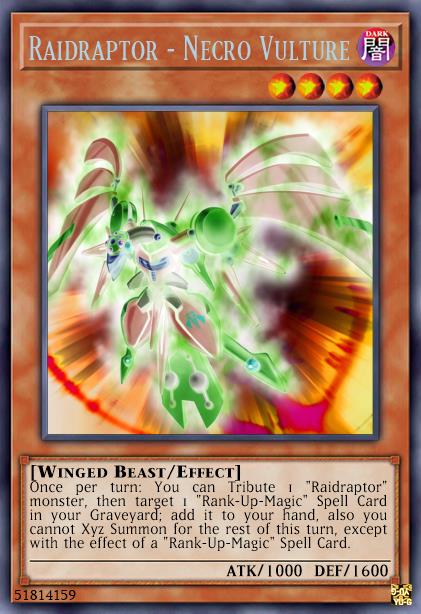 Raidraptor - Necro Vulture
DARK
闇
[Winged Beast/Effect]
Once per turn: You can Tribute 1 "Raidraptor"
monster, then target 1 "Rank-Up-Magic" Spell Card
in your Graveyard; add it to your hand, also you
cannot Xyz Summon for the rest of this turn, except
with the effect of a "Rank-Up-Magic" Spell Card.
ATK/1000 DEF/1600
51814159